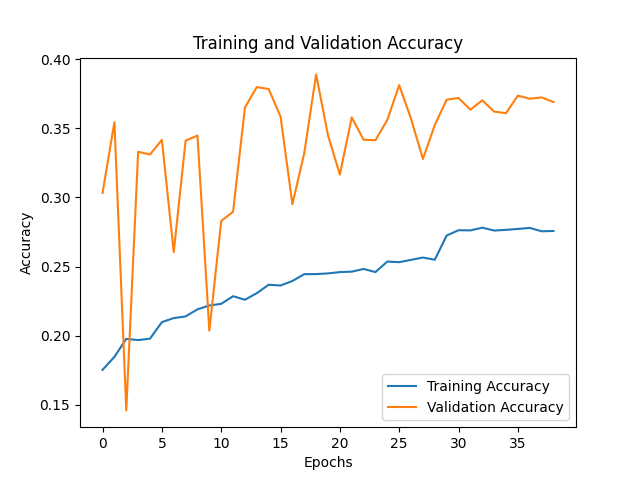 Training and Validation Accuracy
0.40
0.35
0.30
0.25
0.20
0.15
Accuracy
0 5 10 15 20 25 30 35
Epochs
Training Accuracy
Validation Accuracy